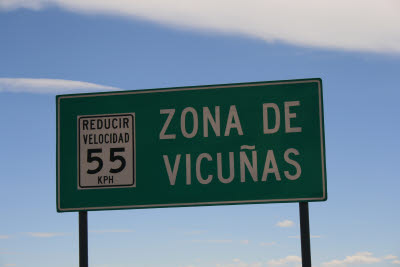 REDUCIR
VELOCIDAD
55
KPH
ZONA DE
VICUÑAS